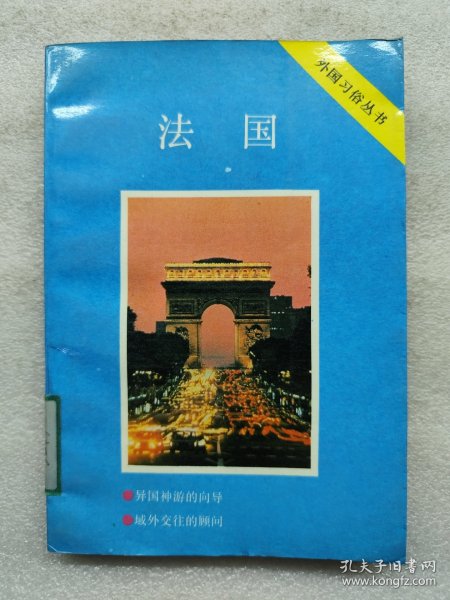 外国习俗丛书
法国
异国神游的向导
域外交往的顾问
孔夫子旧书网
www.kongfz.com